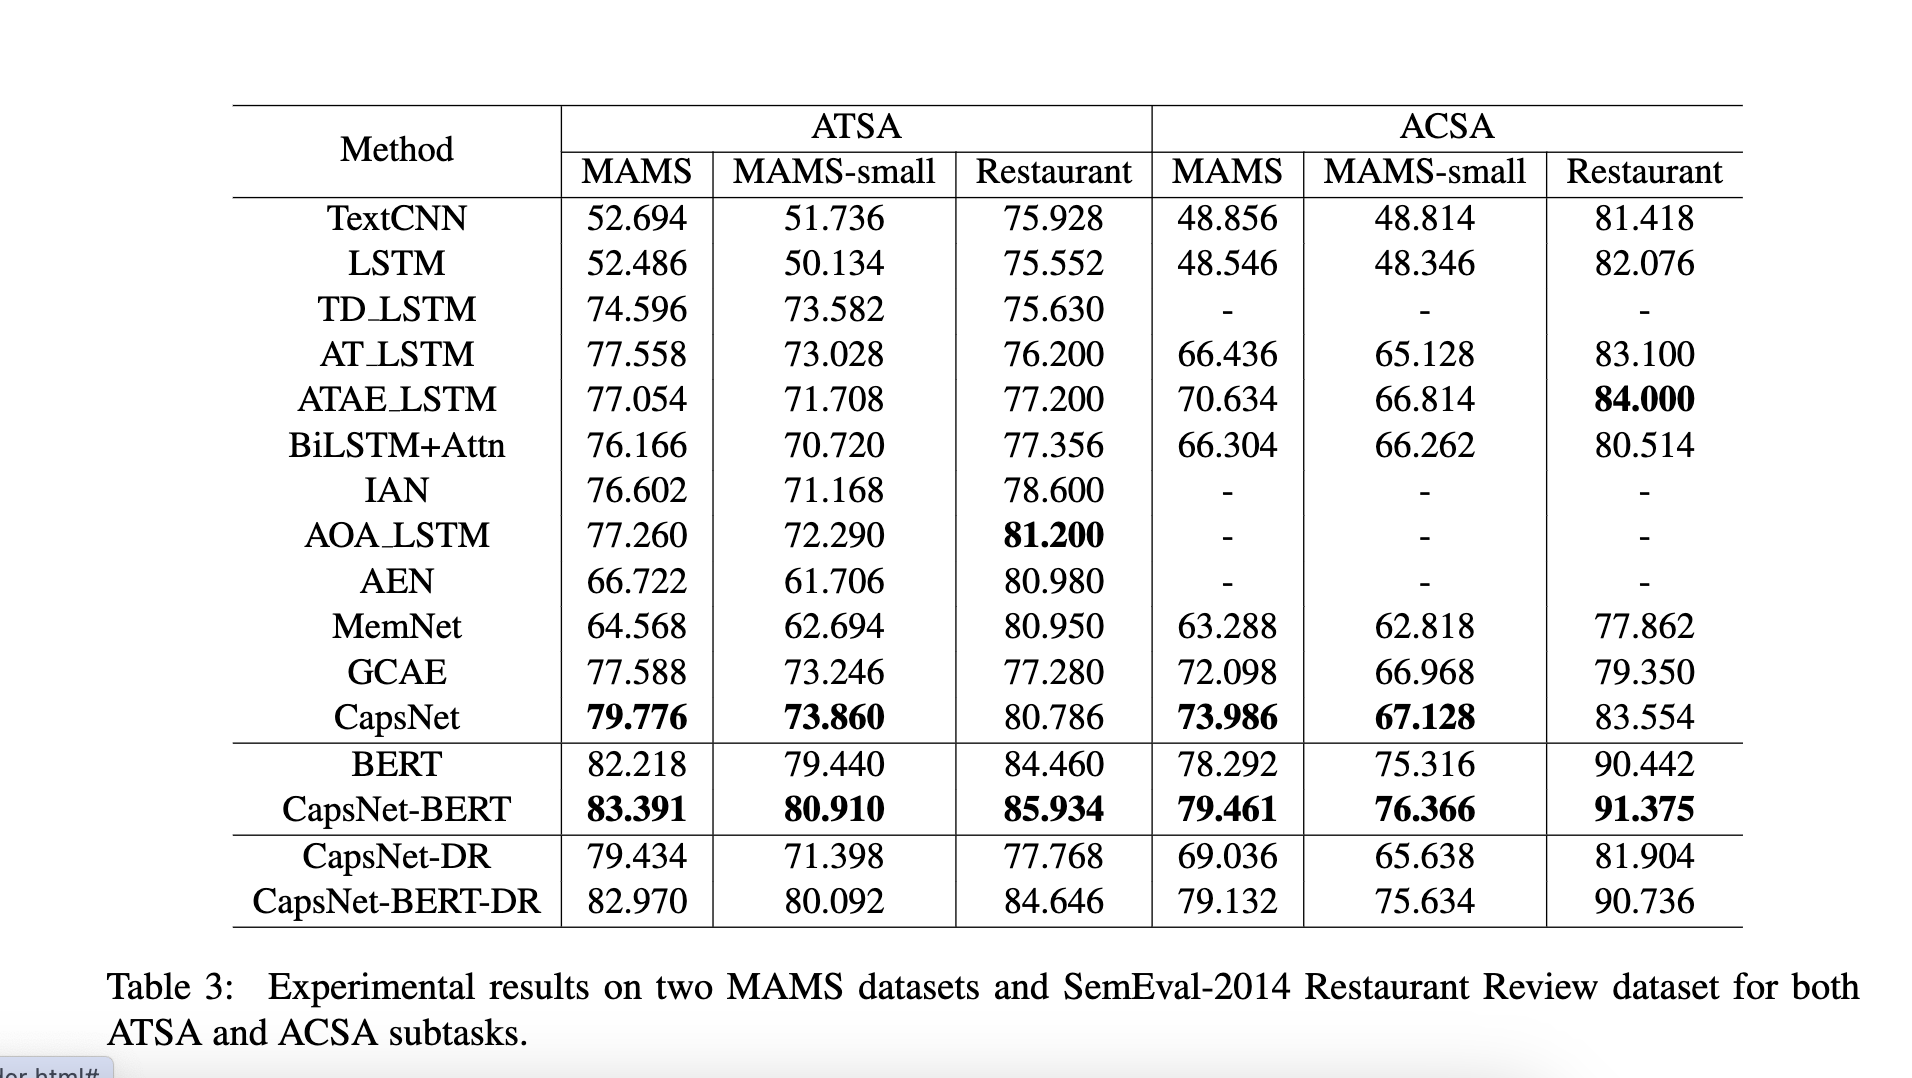 Method ATSA ACSA
MAMS MAMS-small Restaurant MAMS MAMS-small Restaurant
TextCNN 52.694 51.736 75.928 48.856 48.814 81.418
LSTM 52.486 50.134 75.552 48.546 48.346 82.076
TD_LSTM 74.596 73.582 75.630 - - -
AT_LSTM 77.558 73.028 76.200 66.436 65.128 83.100
ATAE_LSTM 77.054 71.708 77.200 70.634 66.814 84.000
BiLSTM+Attn 76.166 70.720 77.356 66.304 66.262 80.514
IAN 76.602 71.168 78.600 - - -
AOA_LSTM 77.260 72.290 81.200 - - -
AEN 66.722 61.706 80.980 - - -
MemNet 64.568 62.694 80.950 63.288 62.818 77.862
GCAE 77.588 73.246 77.280 72.098 66.968 79.350
CapsNet 79.776 73.860 80.786 73.986 67.128 83.554
BERT 82.218 79.440 84.460 78.292 75.316 90.442
CapsNet-BERT 83.391 80.910 85.934 79.461 76.366 91.375
CapsNet-DR 79.434 71.398 77.768 69.036 65.638 81.904
CapsNet-BERT-DR 82.970 80.092 84.646 79.132 75.634 90.736
Table 3: Experimental results on two MAMS datasets and SemEval-2014 Restaurant Review dataset for both
ATSA and ACSA subtasks.